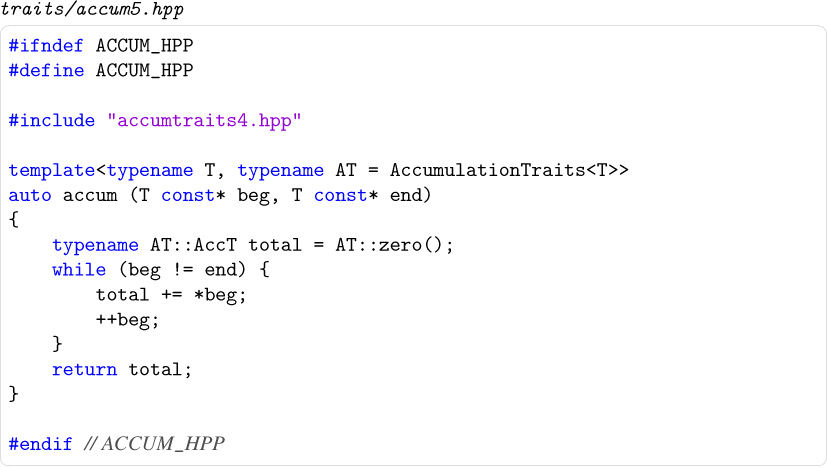 traits/accum5.hpp
#ifndef ACCUM_HPP
#define ACCUM_HPP
#include "accumtraits4.hpp"
template<typename T, typename AT = AccumulationTraits<T>>
auto accum (T const* beg, T const* end)
{
    typename AT::AccT total = AT::zero();
    while (beg != end) {
        total += *beg;
        ++beg;
    }
    return total;
}
#endif // ACCUM_HPP